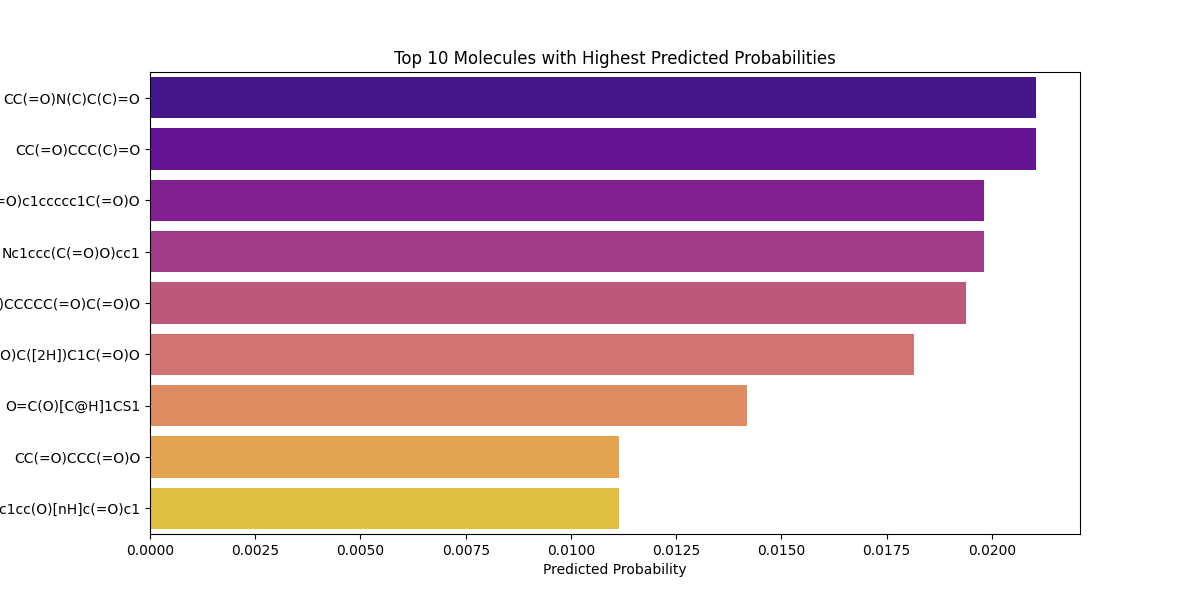 Top 10 Molecules with Highest Predicted Probabilities
CC(=O)N(C)C(C)=O
CC(=O)CCC(C)=O
=O)c1ccccc1C(=O)O
Nc1ccc(C(=O)O)cc1
)CCCCC(=O)C(=O)O
O)C([2H])C1C(=O)O
O=C(O)[C@H]1CS1
CC(=O)CCC(=O)O
c1cc(O)[nH]c(=O)c1
0.0000 0.0025 0.0050 0.0075 0.0100 0.0125 0.0150 0.0175 0.0200
Predicted Probability